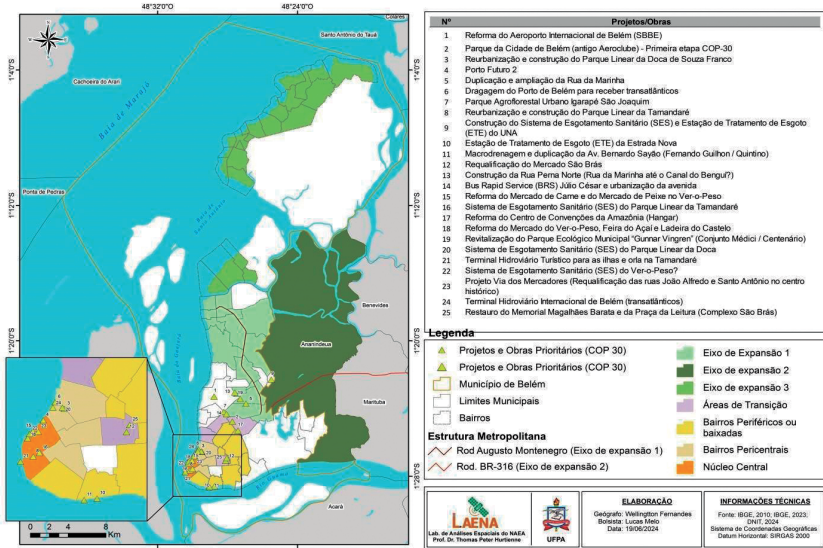 48°32'0"O
48°24'0"O
Colares
Santo Antônio do Tauá
Cachoeira do Arari
1°4'0"S
Baia de Marajó
Ponta de Pedras
1°12'0"S
Benevides
Ananindeua
1°20'0"S
Marituba
1°28'0"S
Acará
0 2 4 8
Km
Nº Projetos/Obras
1 Reforma do Aeroporto Internacional de Belém (SBBE)
2 Parque da Cidade de Belém (antigo Aeroclube) - Primeira etapa COP-30
3 Reurbanização e construção do Parque Linear da Doca de Souza Franco
4 Porto Futuro 2
5 Duplicação e ampliação da Rua da Marinha
6 Dragagem do Porto de Belém para receber transatlânticos
7 Parque Agroflorestal Urbano Igarapé São Joaquim
8 Reurbanização e construção do Parque Linear da Tamandaré
9 Construção do Sistema de Esgotamento Sanitário (SES) e Estação de Tratamento de Esgoto
(ETE) do UNA
10 Estação de Tratamento de Esgoto (ETE) da Estrada Nova
11 Macrodrenagem e duplicação da Av. Bernardo Sayão (Fernando Guilhon / Quintino)
12 Requalificação do Mercado São Brás
13 Construção da Rua Perna Norte (Rua da Marinha até o Canal do Bengui?)
14 Bus Rapid Service (BRS) Júlio César e urbanização da avenida
15 Reforma do Mercado de Carne e do Mercado de Peixe no Ver-o-Peso
16 Sistema de Esgotamento Sanitário (SES) do Parque Linear da Tamandaré
17 Reforma do Centro de Convenções da Amazônia (Hangar)
18 Reforma do Mercado do Ver-o-Peso, Feira do Açaí e Ladeira do Castelo
19 Revitalização do Parque Ecológico Municipal "Gunnar Vingren" (Conjunto Médici / Centenário)
20 Sistema de Esgotamento Sanitário (SES) do Parque Linear da Doca
21 Terminal Hidroviário Turístico para as ilhas e orla na Tamandaré
22 Sistema de Esgotamento Sanitário (SES) do Ver-o-Peso?
23 Projeto Via dos Mercadores (Requalificação das ruas João Alfredo e Santo Antônio no centro
histórico)
24 Terminal Hidroviário Internacional de Belém (transatlânticos)
25 Restauro do Memorial Magalhães Barata e da Praça da Leitura (Complexo São Brás)
Legenda
Projetos e Obras Prioritários (COP 30)
Projetos e Obras Prioritários (COP 30)
Município de Belém
Limites Municipais
Bairros
Estrutura Metropolitana
Rod Augusto Montenegro (Eixo de expansão 1)
Rod. BR-316 (Eixo de expansão 2)
Eixo de Expansão 1
Eixo de expansão 2
Eixo de Expansão 3
Áreas de Transição
Bairros Periféricos ou
baixadas
Bairros Pericentrais
Núcleo Central
LAENA
Lab. de Análises Espaciais do NAEA
Prof. Dr. Thomas Peter Hurtienne
UFPA
ELABORAÇÃO
Geógrafo: Wellingtton Fernandes
Bolsista: Lucas Melo
Data: 19/06/2024
INFORMAÇÕES TÉCNICAS
Fonte: IBGE, 2010; IBGE, 2023;
DNIT, 2024
Sistema de Coordenadas Geográficas
Datum Horizontal: SIRGAS 2000